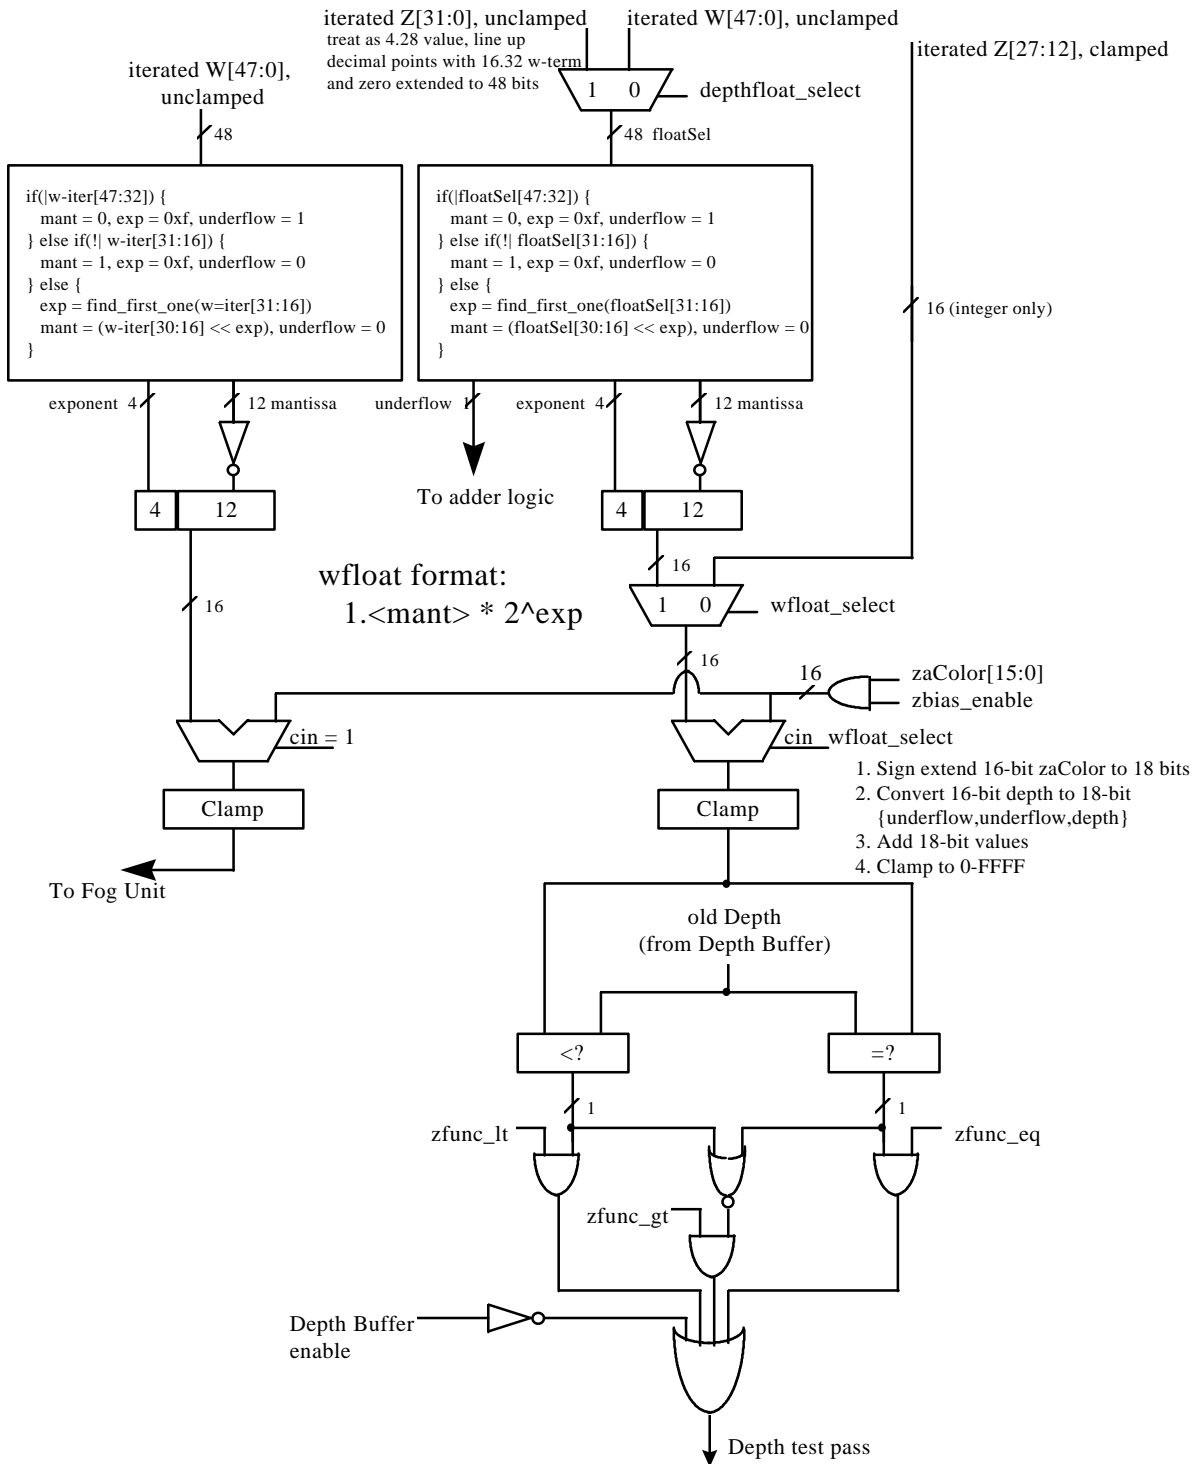 iterated Z[31:0], unclamped
iterated W[47:0], unclamped
treat as 4.28 value, line up
decimal points with 16.32 w-term
and zero extended to 48 bits
iterated Z[27:12], clamped
iterated W[47:0],
unclamped
1 0
depthfloat_select
48
48 floatSel
if(|w-iter[47:32]) {
mant = 0, exp = 0xf, underflow = 1
} else if(!| w-iter[31:16]) {
mant = 1, exp = 0xf, underflow = 0
} else {
exp = find_first_one(w=iter[31:16])
mant = (w-iter[30:16] << exp), underflow = 0
}
if(|floatSel[47:32]) {
mant = 0, exp = 0xf, underflow = 1
} else if(!| floatSel[31:16]) {
mant = 1, exp = 0xf, underflow = 0
} else {
exp = find_first_one(floatSel[31:16])
mant = (floatSel[30:16] << exp), underflow = 0
}
16 (integer only)
exponent 4
12 mantissa
underflow 1
exponent 4
12 mantissa
4 12
To adder logic
4 12
wfloat format:
1.<mant> * 2^exp
16
16
1 0
wfloat_select
16
16
zaColor[15:0]
zbias_enable
cin = 1
cin wfloat_select
Clamp
Clamp
1. Sign extend 16-bit zaColor to 18 bits
2. Convert 16-bit depth to 18-bit
{underflow,underflow,depth}
3. Add 18-bit values
4. Clamp to 0-FFFF
To Fog Unit
old Depth
(from Depth Buffer)
<?
=?
1
1
zfunc_lt
zfunc_eq
zfunc_gt
Depth Buffer
enable
Depth test pass